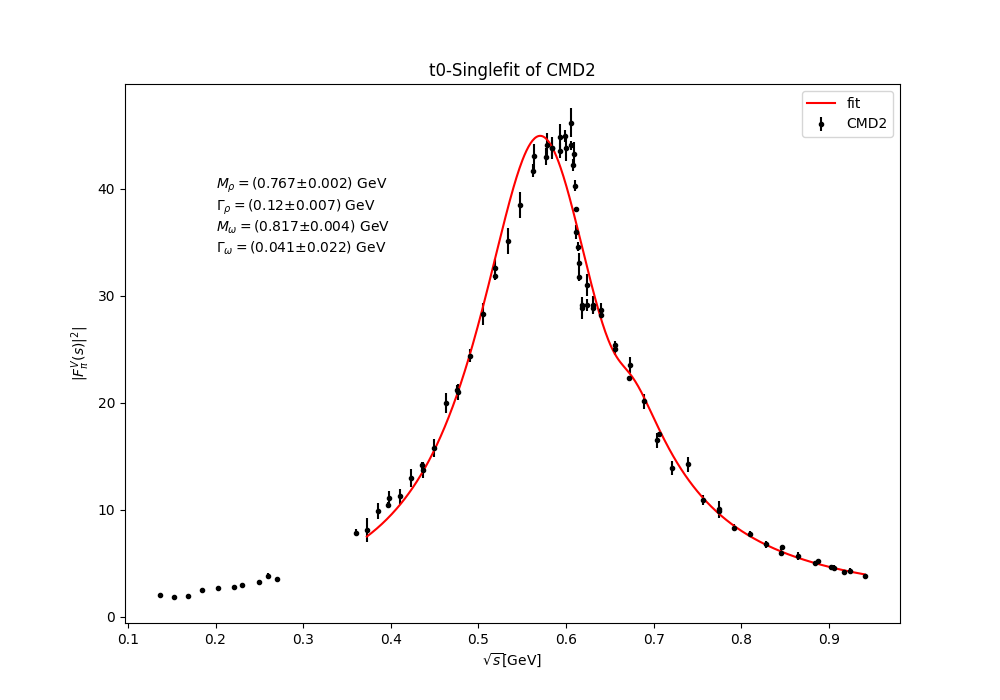 t0-Singlefit of CMD2
fit
CMD2
M_ρ = (0.767±0.002) GeV
Γ_ρ = (0.12±0.007) GeV
M_ω = (0.817±0.004) GeV
Γ_ω = (0.041±0.022) GeV
|F_π^V(s)|^2|
40
30
20
10
0
0.1 0.2 0.3 0.4 0.5 0.6 0.7 0.8 0.9
√s[GeV]